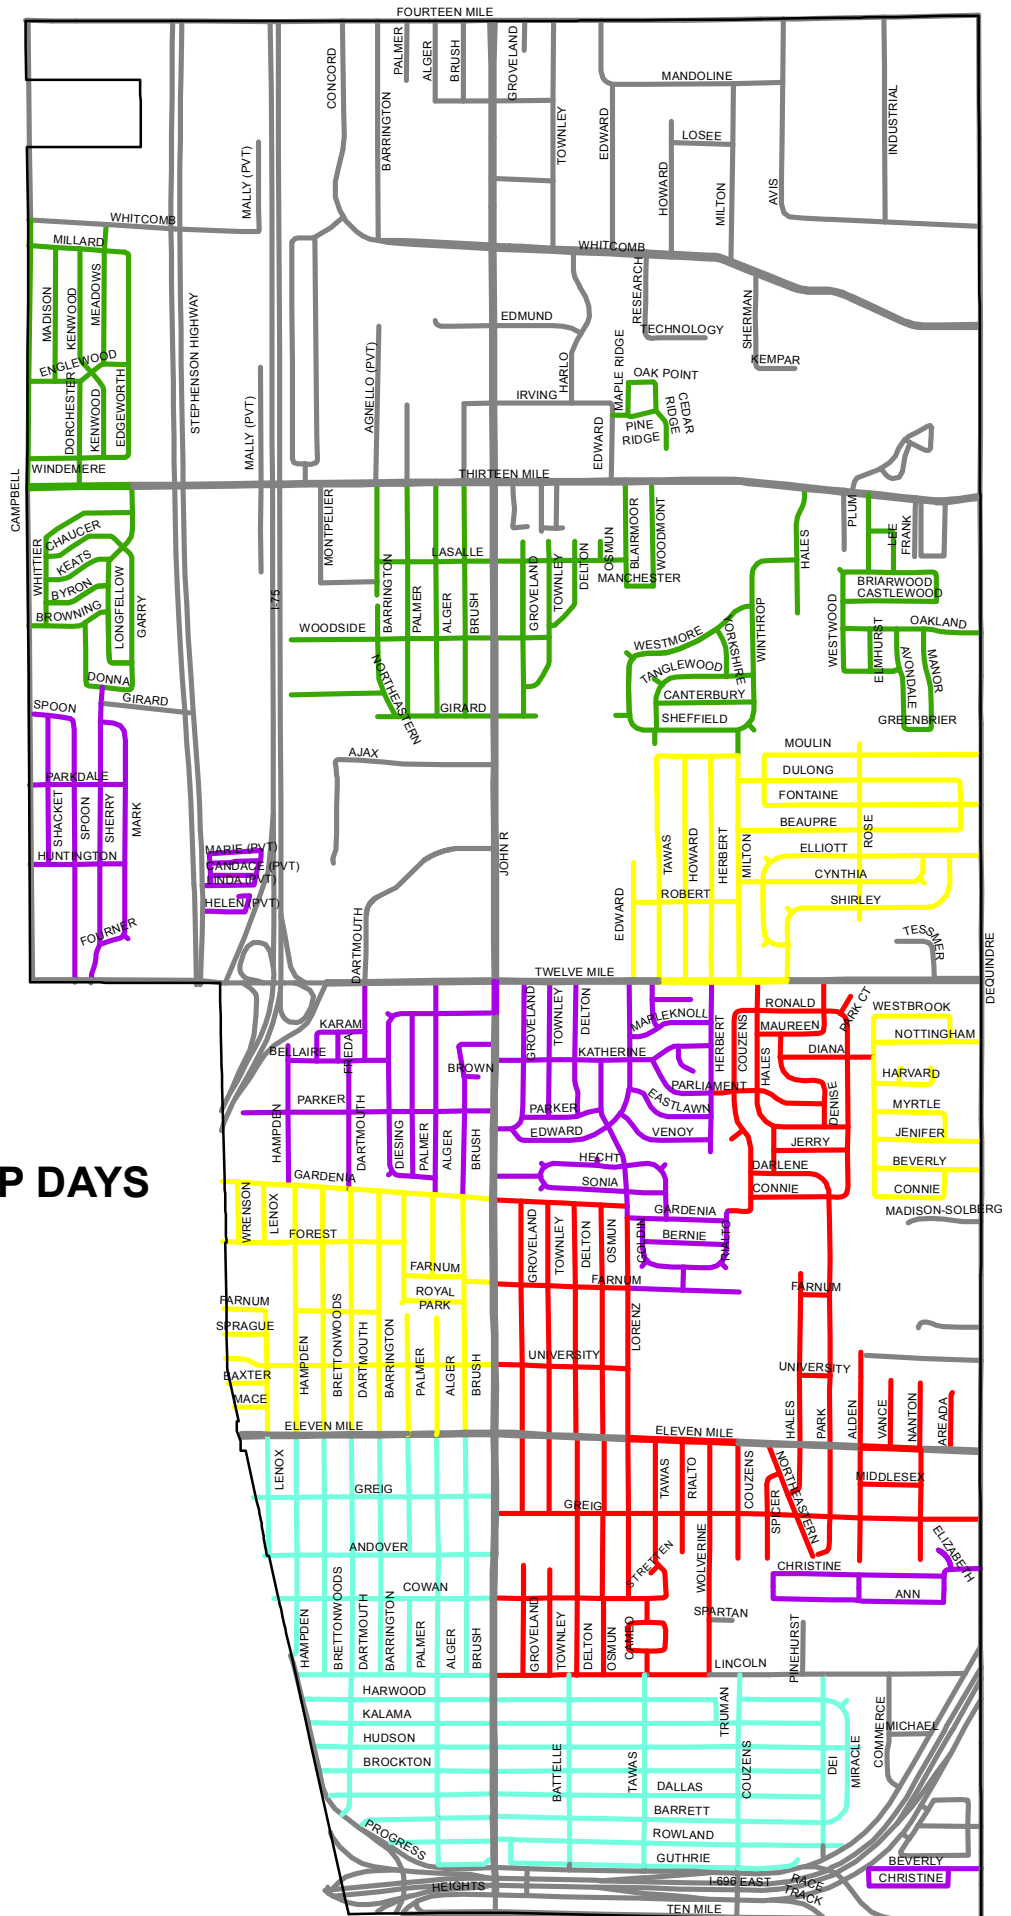 FOURTEEN MILE
CONCORD
PALMER
ALGER
BRUSH
GROVELAND
BARRINGTON
TOWNLEY
EDWARD
MANDOLINE
LOSEE
HOWARD
MILTON
AVIS
INDUSTRIAL
MALLY (PVT)
WHITCOMB
MILLARD
WHITCOMB
MADISON
KENWOOD
MEADOWS
STEPHENSON HIGHWAY
RESEARCH
EDMUND
TECHNOLOGY
SHERMAN
KEMPAR
ENGLEWOOD
DORCHESTER
KENWOOD
EDGEWORTH
MALLY (PVT)
AGNELLO (PVT)
HARLO
IRVING
MAPLE RIDGE
OAK POINT
CEDAR
RIDGE
PINE
RIDGE
EDWARD
WINDEMERE
THIRTEEN MILE
CAMPBELL
PLUM
LEE
FRANK
CHAUCER
WHITTIER
KEATS
BYRON
BROWNING
LONGFELLOW
GARRY
MONTPELIER
I-75
LASALLE
BARRINGTON
PALMER
ALGER
BRUSH
GROVELAND
TOWNLEY
DELTON
OSMUN
BLAIRMOOR
WOODMONT
MANCHESTER
HALES
BRIARWOOD
CASTLEWOOD
WESTWOOD
OAKLAND
ELMHURST
AVONDALE
MANOR
GREENBRIER
WOODSIDE
NORTHEASTERN
GIRARD
WESTMORE
YORKSHIRE
WINTHROP
TANGLEWOOD
CANTERBURY
SHEFFIELD
DONNA
GIRARD
SPOON
AJAX
PARKDALE
SHACKET
SPOON
SHERRY
MARK
HUNTINGTON
FOURNER
MARIE (PVT)
CANDACE (PVT)
LINDA (PVT)
HELEN (PVT)
JOHN R
MOULIN
DULONG
FONTAINE
BEAUPRE
ROSE
ELLIOTT
CYNTHIA
SHIRLEY
TAWAS
HOWARD
HERBERT
MILTON
ROBERT
EDWARD
TESSMER
DARTMOUTH
TWELVE MILE
DEQUINDRE
KARAM
BELLAIRE
FREDA
BROWN
GROVELAND
TOWNLEY
DELTON
MAPLEKNOLL
KATHERINE
HERBERT
COUZENS
HALES
RONALD
MAUREEN
PARK CT
DIANA
WESTBROOK
NOTTINGHAM
HARVARD
MYRTLE
JENIFER
BEVERLY
CONNIE
PARLIAMENT
EASTLAWN
DENISE
PARKER
PARKER
EDWARD
VENOY
JERRY
HAMPDEN
DARTMOUTH
DIESING
PALMER
ALGER
BRUSH
HECHT
SONIA
DARLENE
CONNIE
P DAYS
GARDENIA
GARDENIA
MADISON-SOLBERG
WRENSON
LENOX
FOREST
GROVELAND
TOWNLEY
DELTON
OSMUN
GOLDIN
BERNIE
RIALTO
FARNUM
ROYAL
PARK
FARNUM
FARNUM
FARNUM
SPRAGUE
LORENZ
BAXTER
MACE
HAMPDEN
BRETTONWOODS
DARTMOUTH
BARRINGTON
PALMER
ALGER
BRUSH
UNIVERSITY
UNIVERSITY
HALES
PARK
ALDEN
VANCE
NANTON
AREADA
ELEVEN MILE
ELEVEN MILE
LENOX
GREIG
GREIG
TAWAS
RIALTO
COUZENS
SPICER
NORTHEASTERN
MIDDLESEX
WOLVERINE
ANDOVER
STRETTEN
ELIZABETH
CHRISTINE
ANN
COWAN
SPARTAN
PINEHURST
HAMPDEN
BRETTONWOODS
DARTMOUTH
BARRINGTON
PALMER
ALGER
BRUSH
GROVELAND
TOWNLEY
DELTON
OSMUN
CAMEO
LINCOLN
HARWOOD
KALAMA
HUDSON
BROCKTON
TRUMAN
COMMERCE
MICHAEL
BATTELLE
TAWAS
COUZENS
DEI
MIRACLE
DALLAS
BARRETT
ROWLAND
GUTHRIE
PROGRESS
HEIGHTS
I-696 EAST
RACE
TRACK
BEVERLY
CHRISTINE
TEN MILE